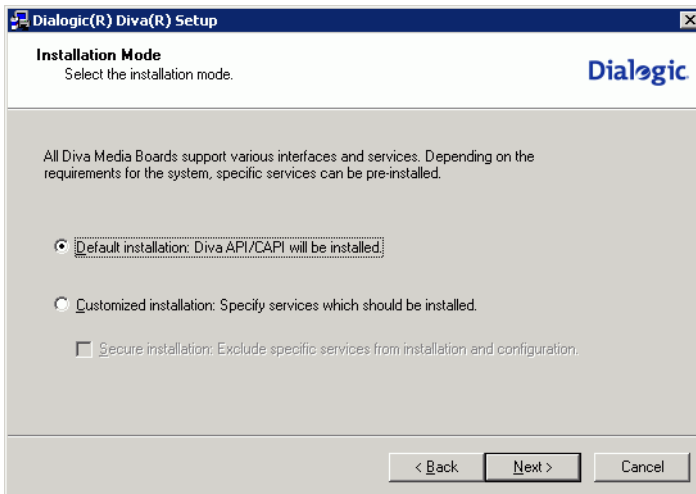 Dialogic(R) Diva(R) Setup
Installation Mode
Select the installation mode.
Dialogic
All Diva Media Boards support various interfaces and services. Depending on the
requirements for the system, specific services can be pre-installed.
Default installation: Diva API/CAPI will be installed.
Customized installation: Specify services which should be installed.
Secure installation: Exclude specific services from installation and configuration.
< Back
Next >
Cancel